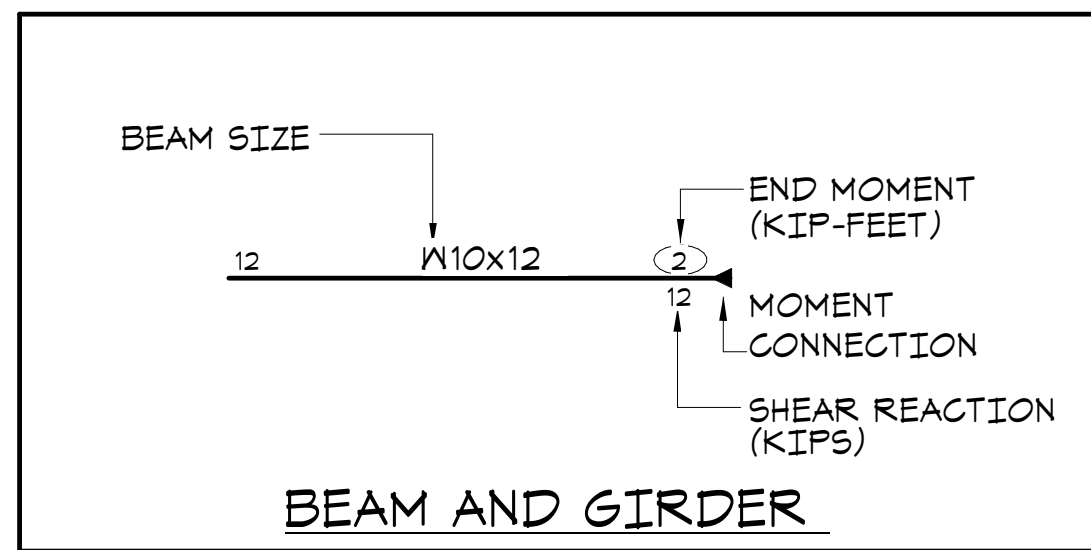 BEAM SIZE
END MOMENT
(KIP-FEET)
12 W10x12 2
12
MOMENT
CONNECTION
SHEAR REACTION
(KIPS)
BEAM AND GIRDER